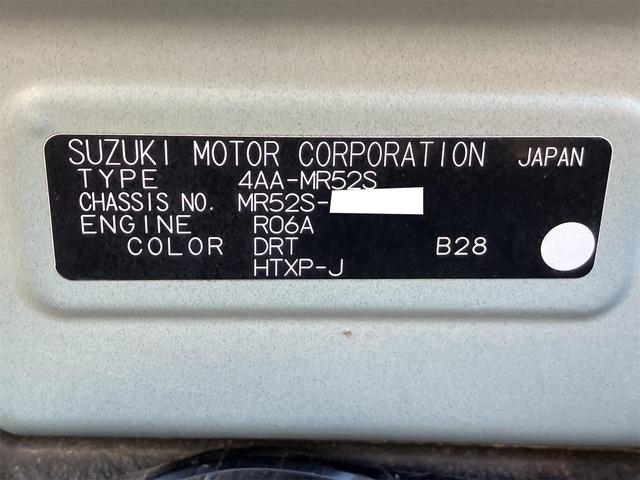 SUZUKI MOTOR CORPORATION JAPAN
TYPE 4AA-MR52S
CHASSIS NO. MR52S-
ENGINE R06A
COLOR DRT B28
HTXP-J